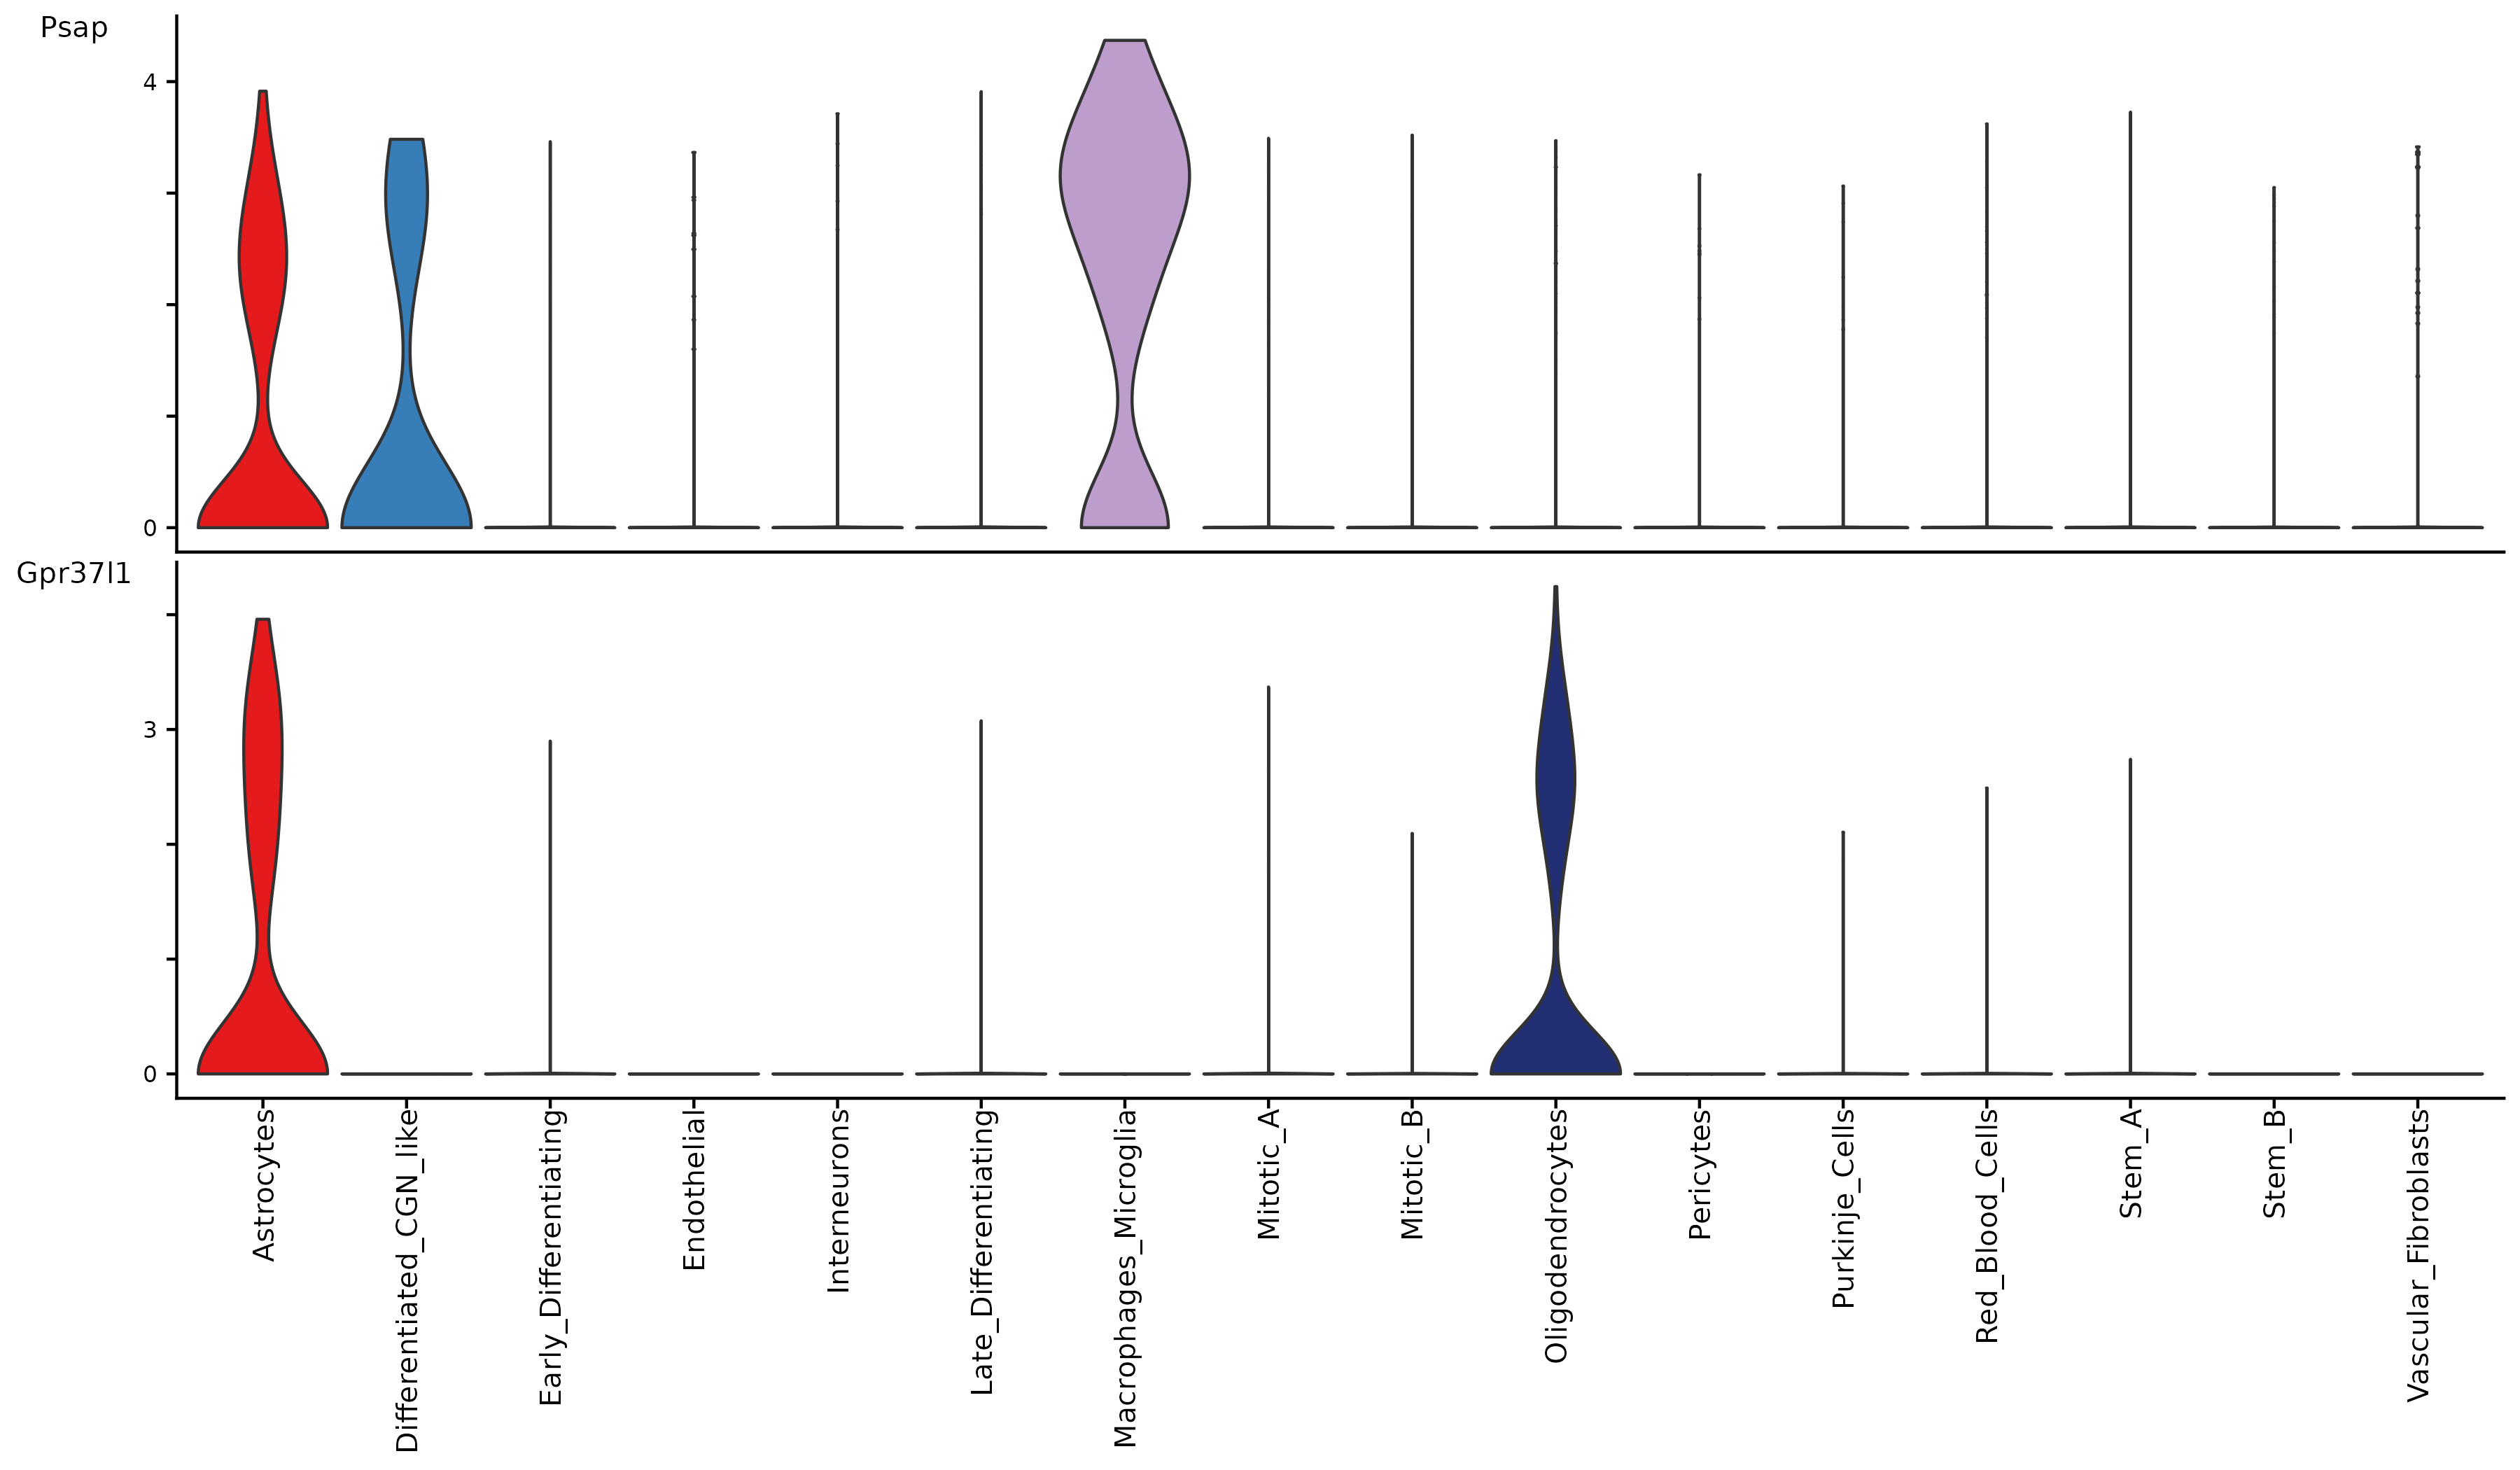 Psap
4
0
Gpr37l1
3
0
Astrocytes
Differentiated_CGN_like
Early_Differentiating
Endothelial
Interneurons
Late_Differentiating
Macrophages_Microglia
Mitotic_A
Mitotic_B
Oligodendrocytes
Pericytes
Purkinje_Cells
Red_Blood_Cells
Stem_A
Stem_B
Vascular_Fibroblasts